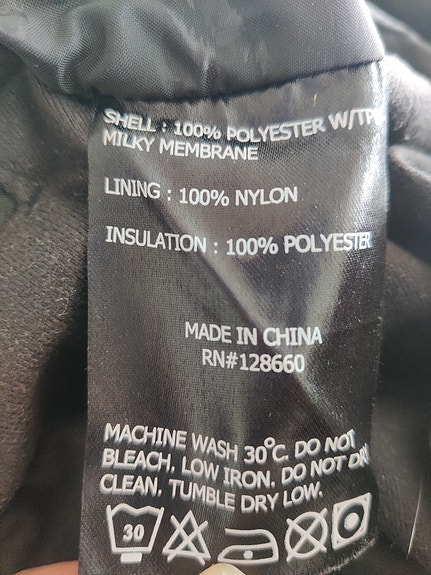 SHELL : 100% POLYESTER W/TP
MILKY MEMBRANE
LINING : 100% NYLON
INSULATION : 100% POLYESTER
MADE IN CHINA
RN#128660
MACHINE WASH 30°C. DO NOT
BLEACH. LOW IRON. DO NOT DRY
CLEAN. TUMBLE DRY LOW.
30